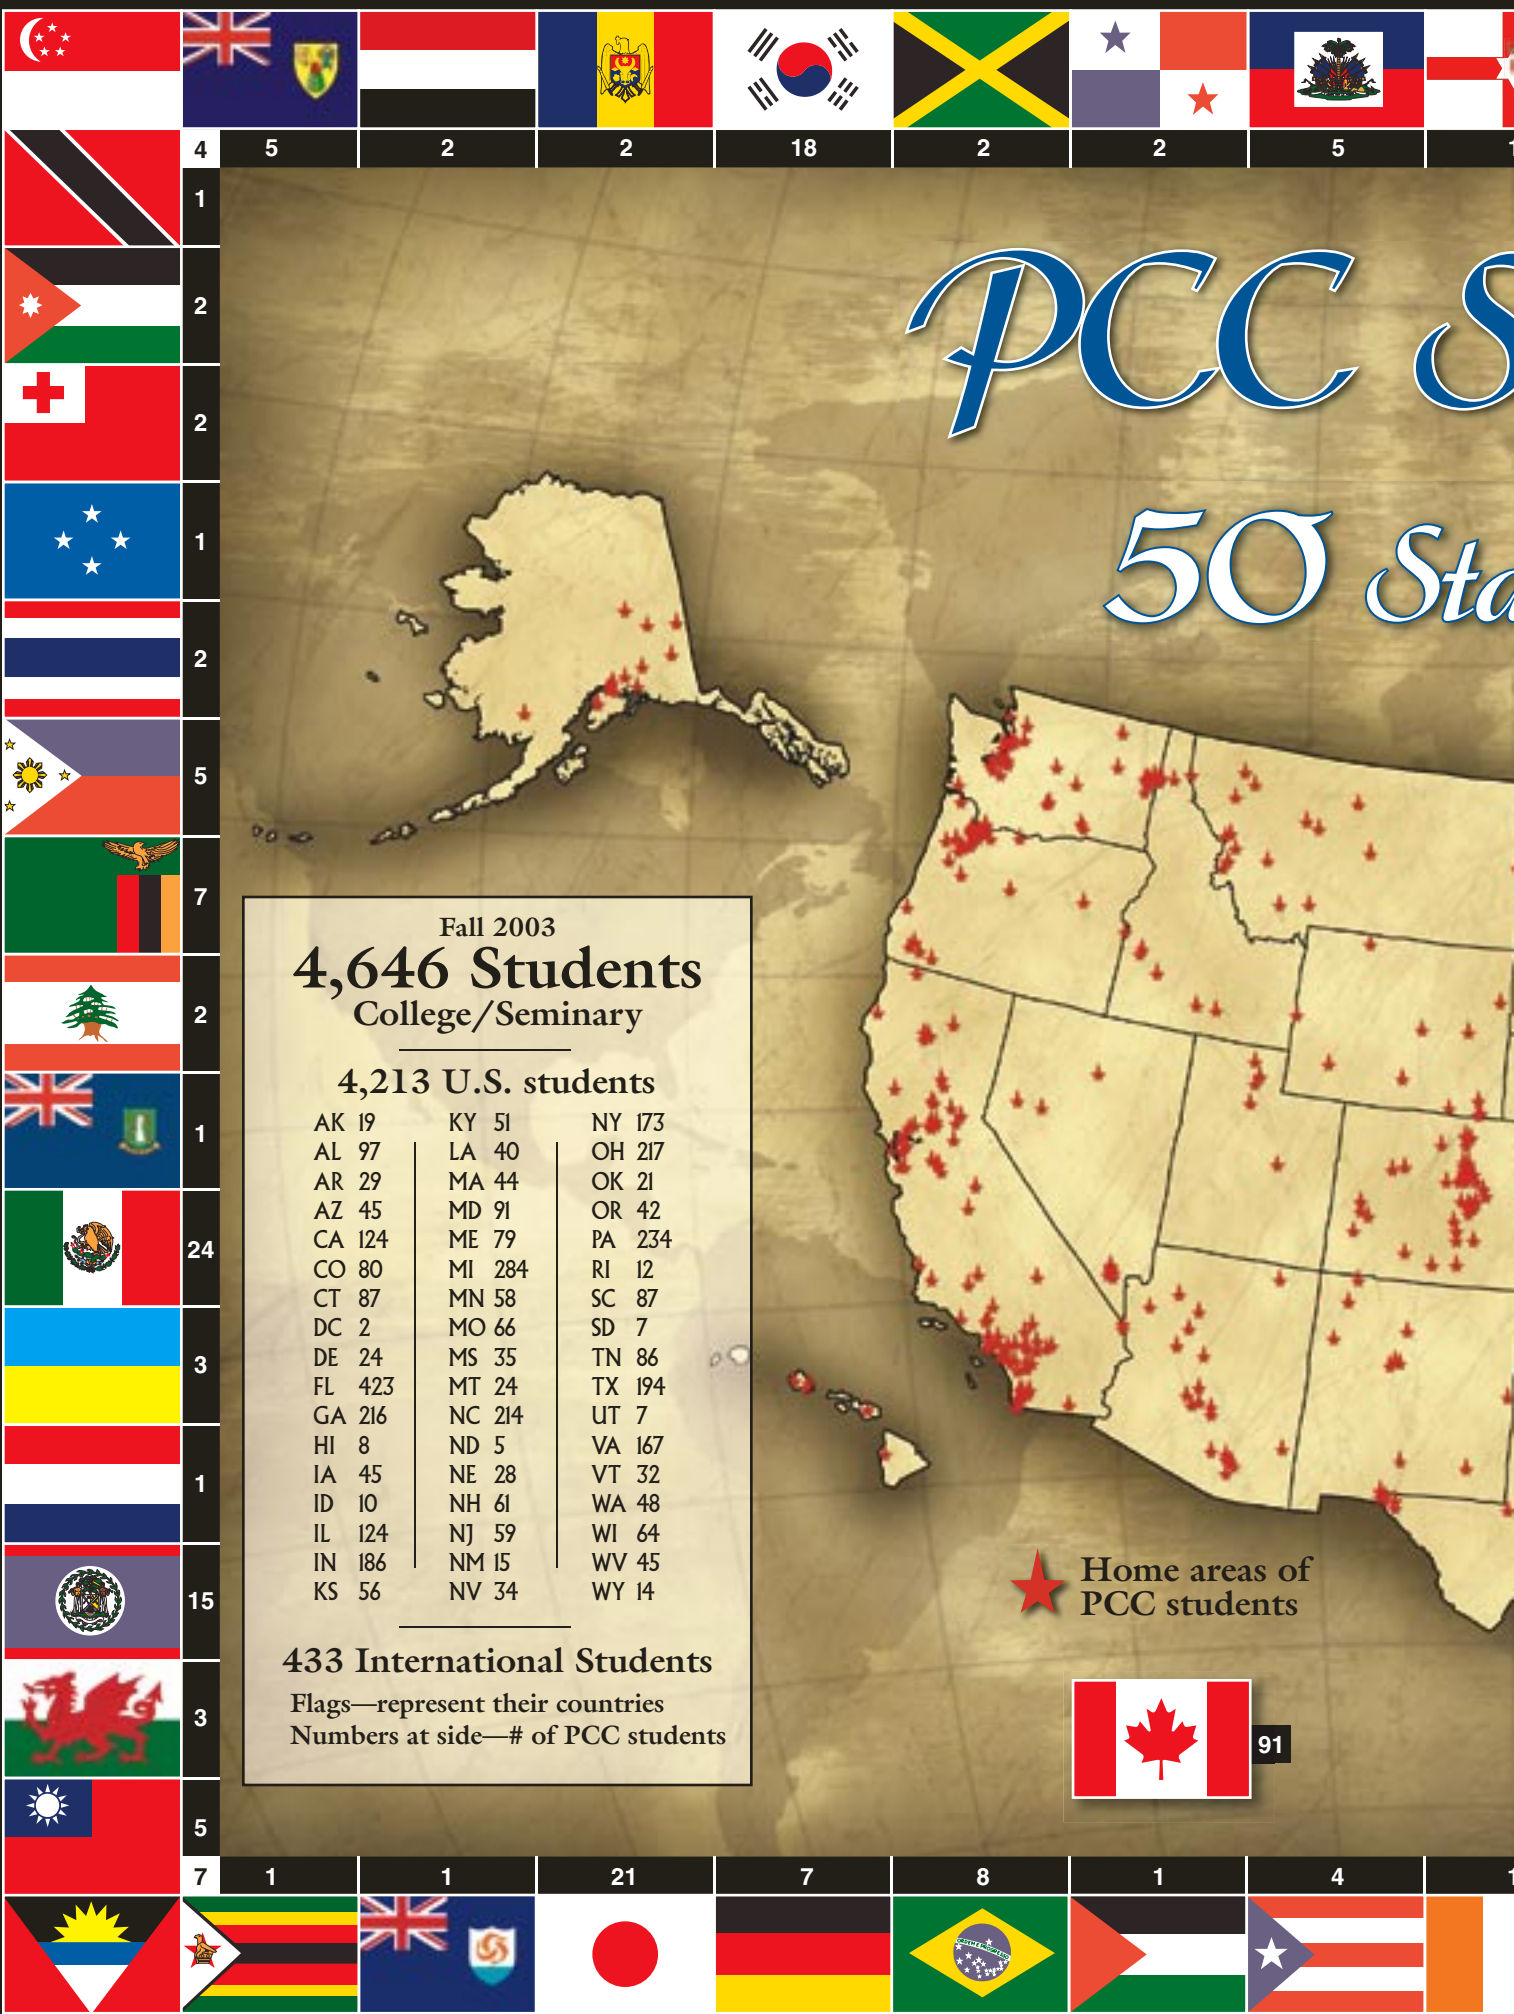 4 5 2 2 18 2 2 5
1
2
2
1
2
5
7
2
1
24
3
1
15
3
5
PCC
50
Fall 2003
4,646 Students
College/Seminary
4,213 U.S. students
AK 19 KY 51 NY 173
AL 97 LA 40 OH 217
AR 29 MA 44 OK 21
AZ 45 MD 91 OR 42
CA 124 ME 79 PA 234
CO 80 MI 284 RI 12
CT 87 MN 58 SC 87
DC 2 MO 66 SD 7
DE 24 MS 35 TN 86
FL 423 MT 24 TX 194
GA 216 NC 214 UT 7
HI 8 ND 5 VA 167
IA 45 NE 28 VT 32
ID 10 NH 61 WA 48
IL 124 NJ 59 WI 64
IN 186 NM 15 WV 45
KS 56 NV 34 WY 14
433 International Students
Flags—represent their countries
Numbers at side—# of PCC students
Home areas of
PCC students
91
7 1 1 21 7 8 1 4
ORDEM E PROGRESSO